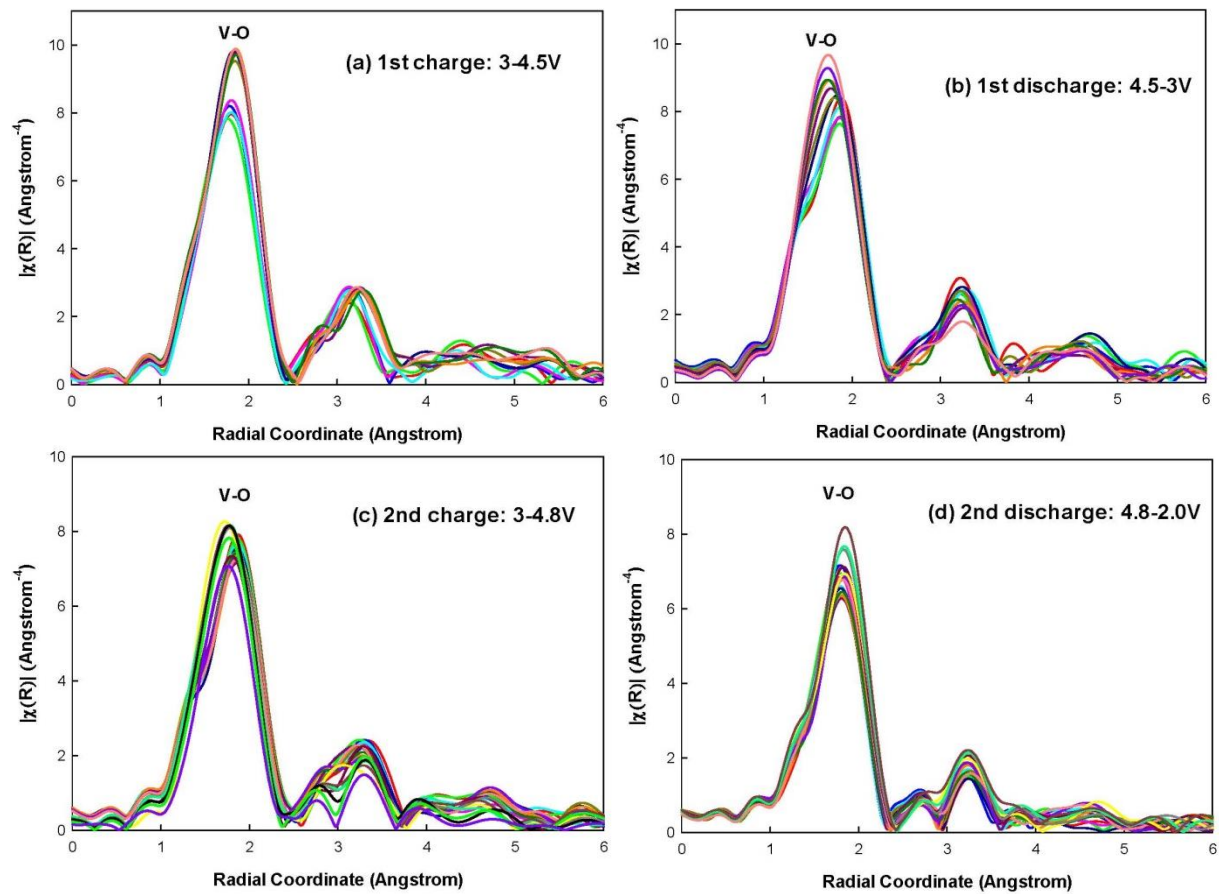 V-O
(a) 1st charge: 3-4.5V
10
8
6
4
2
0
|χ(R)| (Angstrom⁻⁴)
0 1 2 3 4 5 6
Radial Coordinate (Angstrom)
V-O
(b) 1st discharge: 4.5-3V
10
8
6
4
2
0
|χ(R)| (Angstrom⁻⁴)
0 1 2 3 4 5 6
Radial Coordinate (Angstrom)
V-O
(c) 2nd charge: 3-4.8V
10
8
6
4
2
0
|χ(R)| (Angstrom⁻⁴)
0 1 2 3 4 5 6
Radial Coordinate (Angstrom)
V-O
(d) 2nd discharge: 4.8-2.0V
10
8
6
4
2
0
|χ(R)| (Angstrom⁻⁴)
0 1 2 3 4 5 6
Radial Coordinate (Angstrom)